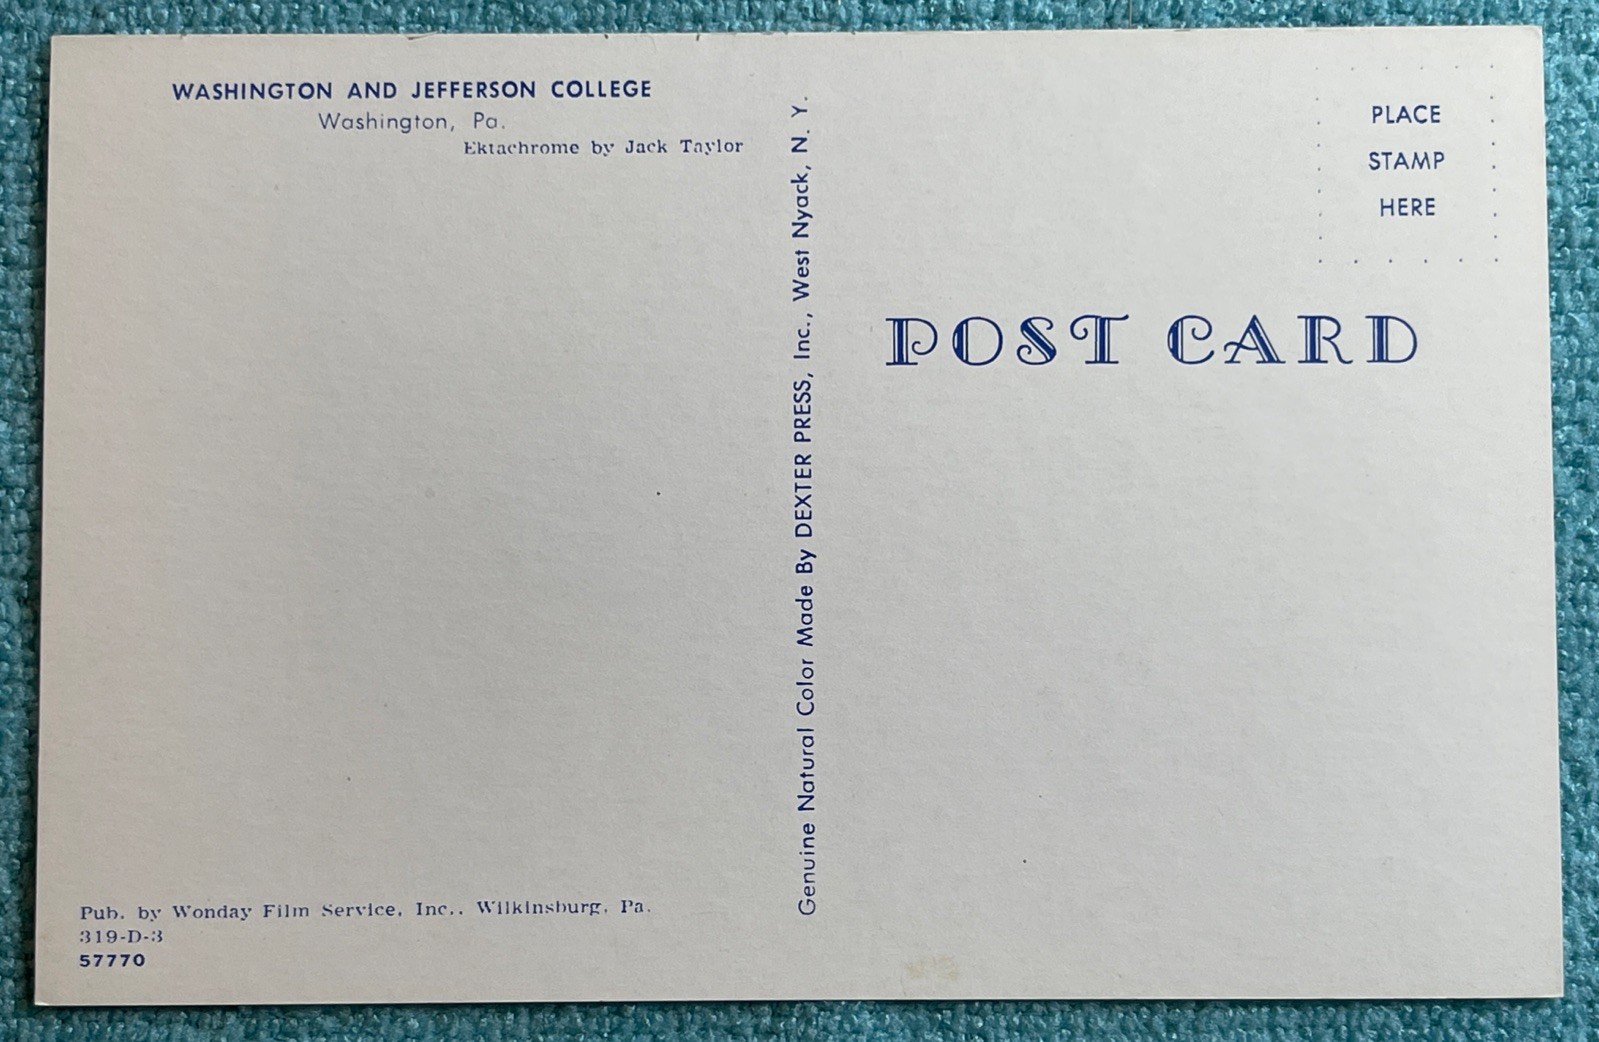 WASHINGTON AND JEFFERSON COLLEGE
Washington, Pa.
Ektachrome by Jack Taylor
Pub. by Wonday Film Service, Inc., Wilkinsburg, Pa.
319-D-3
57770
Genuine Natural Color Made By DEXTER PRESS, Inc., West Nyack, N. Y.
PLACE
STAMP
HERE
POST CARD